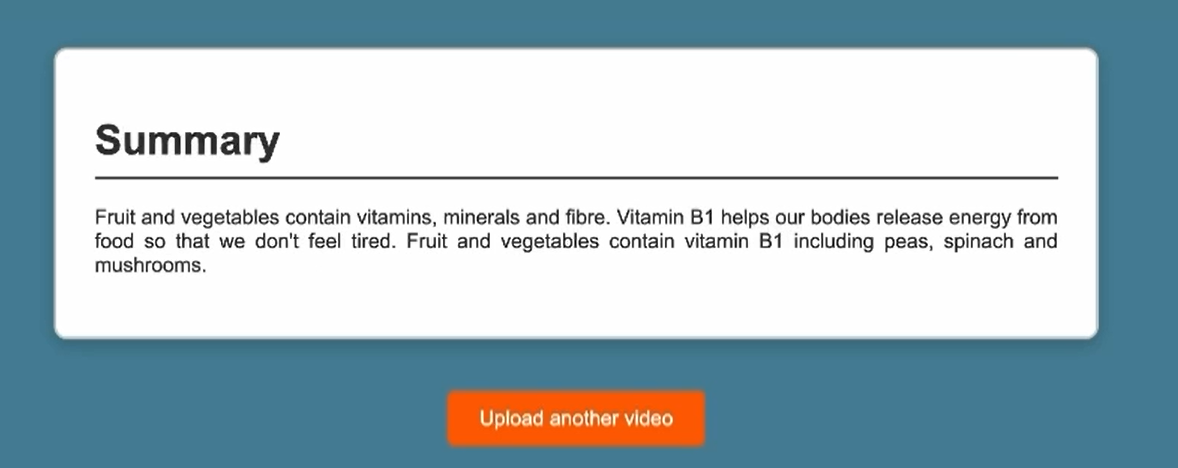 Summary
Fruit and vegetables contain vitamins, minerals and fibre. Vitamin B1 helps our bodies release energy from
food so that we don't feel tired. Fruit and vegetables contain vitamin B1 including peas, spinach and
mushrooms.
Upload another video